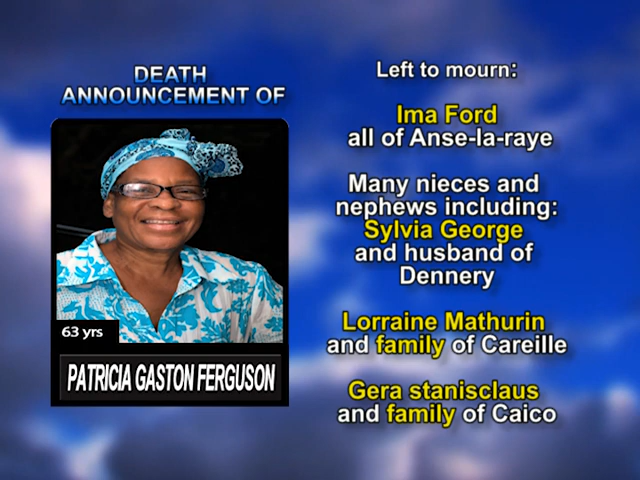 DEATH
ANNOUNCEMENT OF
63 yrs
PATRICIA GASTON FERGUSON
Left to mourn:
Ima Ford
all of Anse-la-raye
Many nieces and
nephews including:
Sylvia George
and husband of
Dennery
Lorraine Mathurin
and family of Careille
Gera stanisclaus
and family of Caico